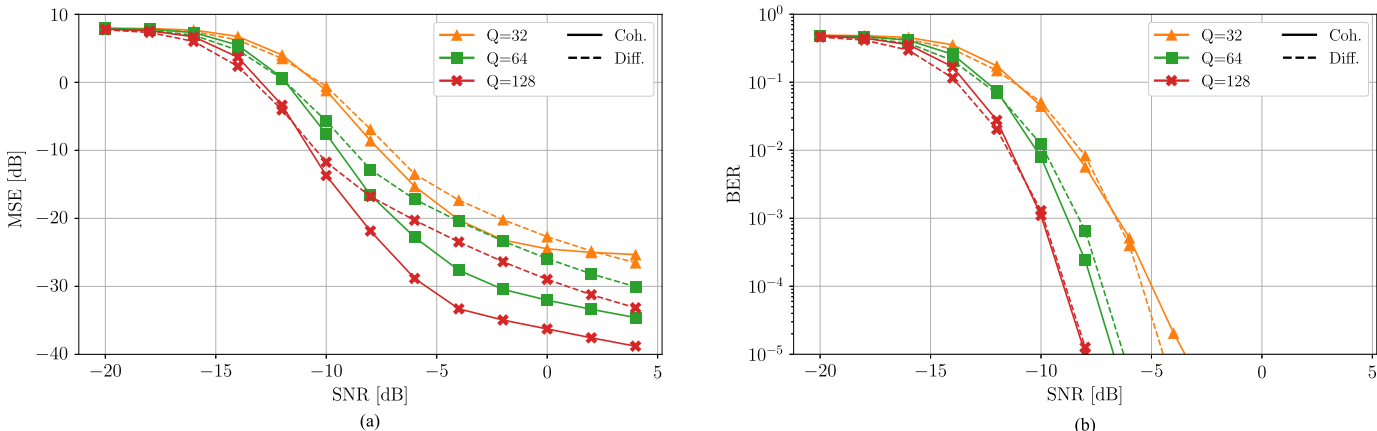 10
0
−10
−20
−30
−40
MSE [dB]
−20
−15
−10
−5
0
5
SNR [dB]
Q=32
Q=64
Q=128
Coh.
Diff.
(a)
10⁰
10⁻¹
10⁻²
10⁻³
10⁻⁴
10⁻⁵
BER
−20
−15
−10
−5
0
5
SNR [dB]
Q=32
Q=64
Q=128
Coh.
Diff.
(b)